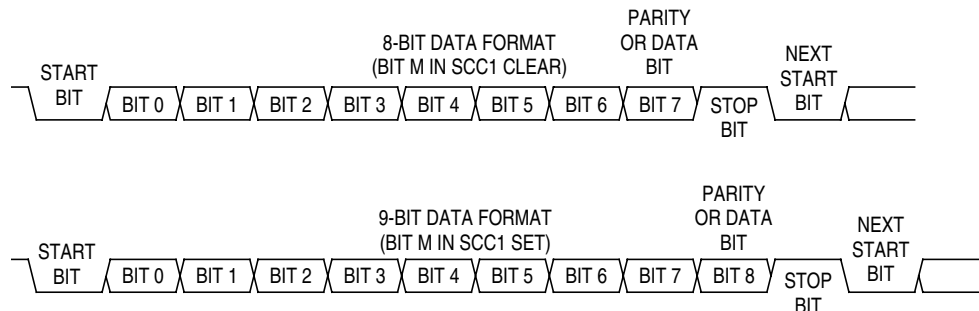 8-BIT DATA FORMAT
(BIT M IN SCC1 CLEAR)
PARITY
OR DATA
BIT
START
BIT
BIT 0 BIT 1 BIT 2 BIT 3 BIT 4 BIT 5 BIT 6 BIT 7
STOP
BIT
NEXT
START
BIT
9-BIT DATA FORMAT
(BIT M IN SCC1 SET)
PARITY
OR DATA
BIT
START
BIT
BIT 0 BIT 1 BIT 2 BIT 3 BIT 4 BIT 5 BIT 6 BIT 7 BIT 8
STOP
BIT
NEXT
START
BIT